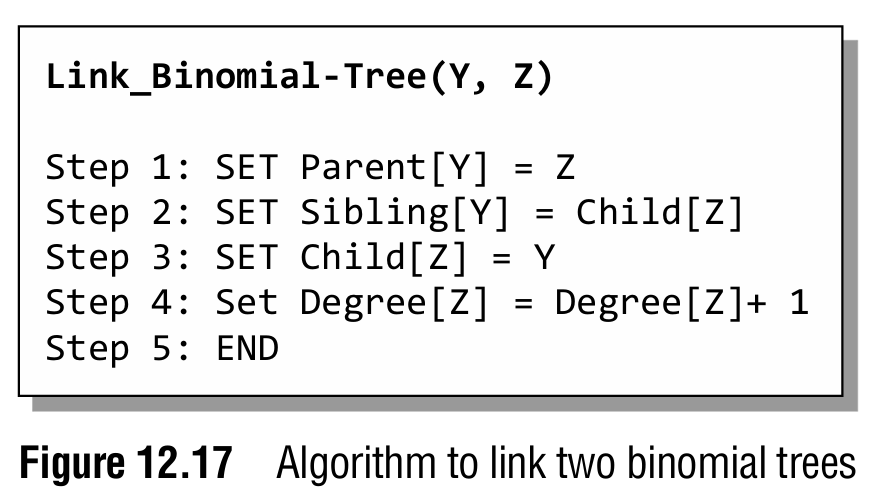 Link_Binomial-Tree(Y, Z)
Step 1: SET Parent[Y] = Z
Step 2: SET Sibling[Y] = Child[Z]
Step 3: SET Child[Z] = Y
Step 4: Set Degree[Z] = Degree[Z]+ 1
Step 5: END
Figure 12.17 Algorithm to link two binomial trees